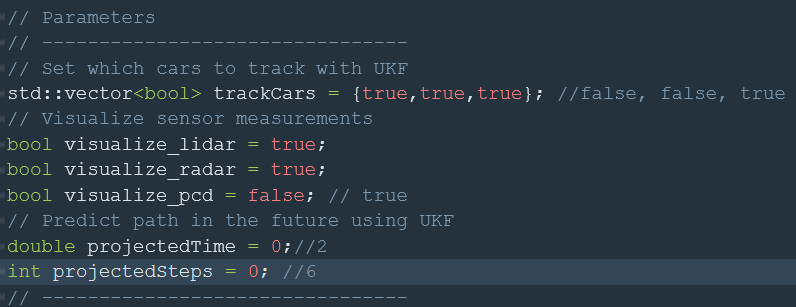 // Parameters
// --------------------------------
// Set which cars to track with UKF
std::vector<bool> trackCars = {true,true,true}; //false, false, true
// Visualize sensor measurements
bool visualize_lidar = true;
bool visualize_radar = true;
bool visualize_pcd = false; // true
// Predict path in the future using UKF
double projectedTime = 0;//2
int projectedSteps = 0; //6
// --------------------------------